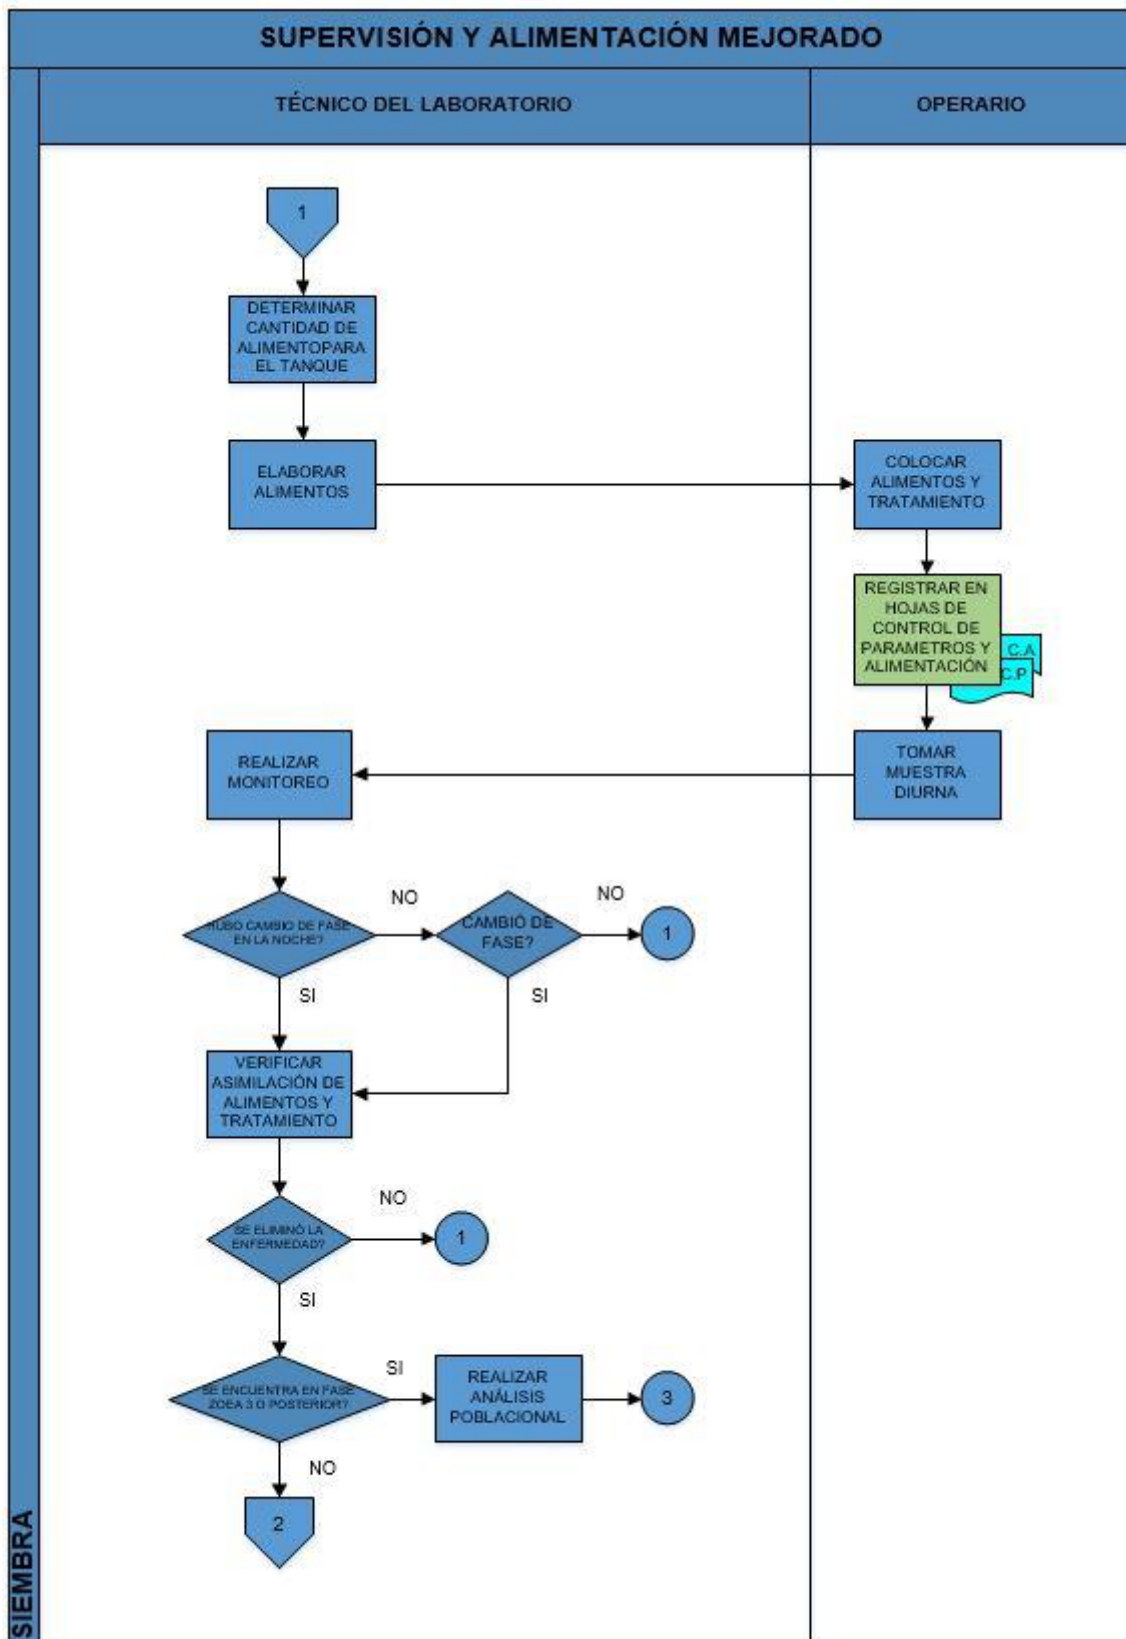 SUPERVISIÓN Y ALIMENTACIÓN MEJORADO
TÉCNICO DEL LABORATORIO
OPERARIO
1
DETERMINAR
CANTIDAD DE
ALIMENTOPARA
EL TANQUE
ELABORAR
ALIMENTOS
COLOCAR
ALIMENTOS Y
TRATAMIENTO
REGISTRAR EN
HOJAS DE
CONTROL DE
PARAMETROS Y
ALIMENTACIÓN
C.A
C.P
TOMAR
MUESTRA
DIURNA
REALIZAR
MONITOREO
HUBO CAMBIO DE FASE
EN LA NOCHE?
NO
CAMBIÓ DE
FASE?
NO
1
SI
SI
VERIFICAR
ASIMILACIÓN DE
ALIMENTOS Y
TRATAMIENTO
SE ELIMINÓ LA
ENFERMEDAD?
NO
1
SI
SE ENCUENTRA EN FASE
ZOEA 3 O POSTERIOR?
SI
REALIZAR
ANÁLISIS
POBLACIONAL
3
NO
2
SIEMBRA